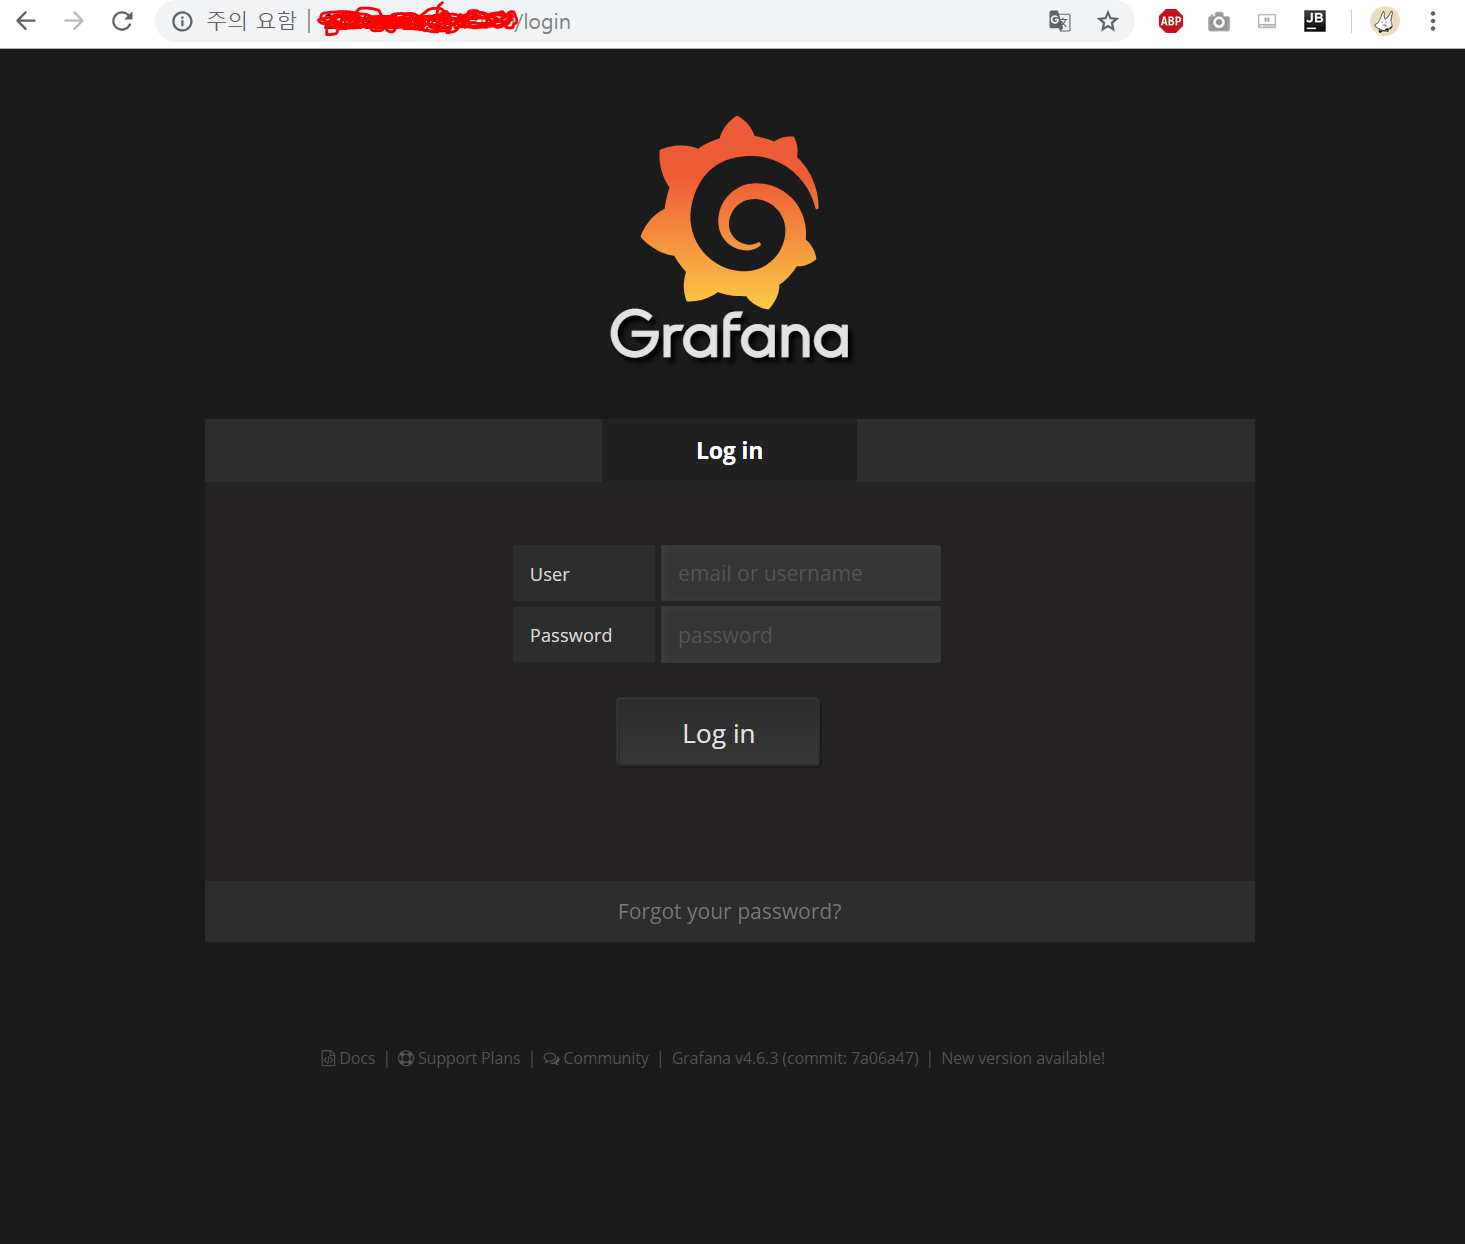 주의 요함 | /login
ABP
N
JB
Grafana
Log in
User email or username
Password password
Log in
Forgot your password?
Docs | Support Plans | Community | Grafana v4.6.3 (commit: 7a06a47) | New version available!